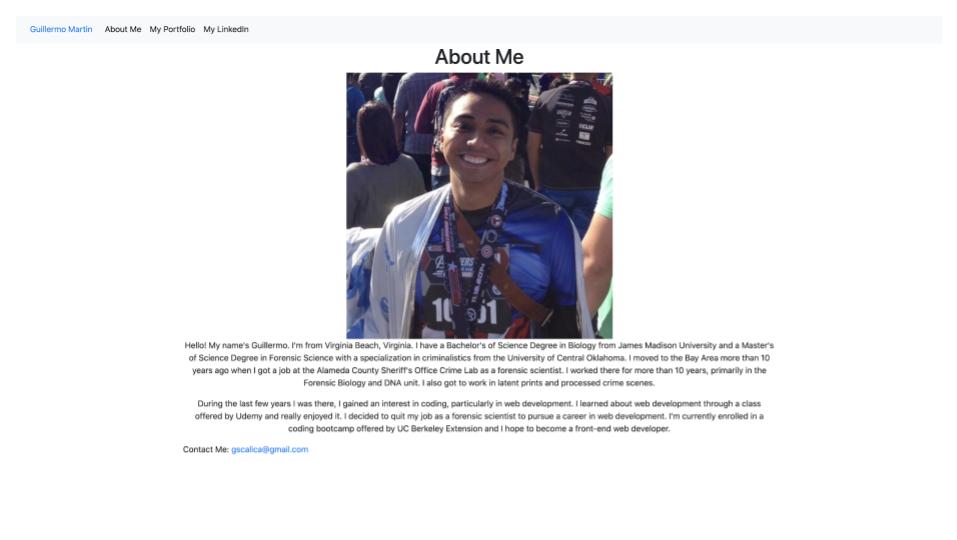 Guillermo Martin About Me My Portfolio My LinkedIn
About Me
11.16.2014
Hello! My name's Guillermo. I'm from Virginia Beach, Virginia. I have a Bachelor's of Science Degree in Biology from James Madison University and a Master's
of Science Degree in Forensic Science with a specialization in criminalistics from the University of Central Oklahoma. I moved to the Bay Area more than 10
years ago when I got a job at the Alameda County Sheriff's Office Crime Lab as a forensic scientist. I worked there for more than 10 years, primarily in the
Forensic Biology and DNA unit. I also got to work in latent prints and processed crime scenes.
During the last few years I was there, I gained an interest in coding, particularly in web development. I learned about web development through a class
offered by Udemy and really enjoyed it. I decided to quit my job as a forensic scientist to pursue a career in web development. I'm currently enrolled in a
coding bootcamp offered by UC Berkeley Extension and I hope to become a front-end web developer.
Contact Me: gscalica@gmail.com